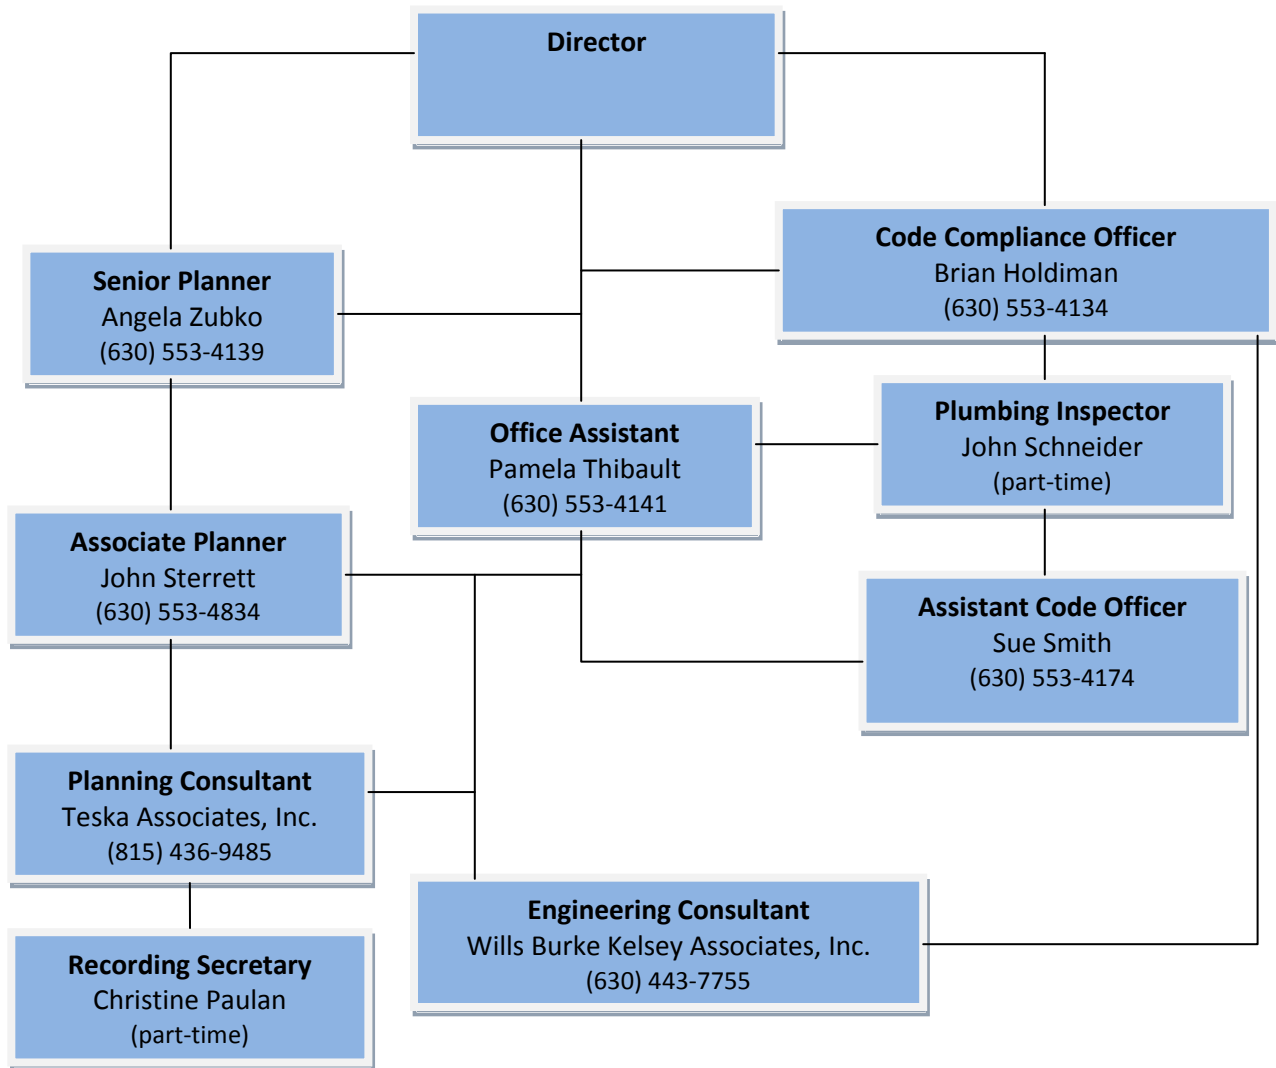 Director
Code Compliance Officer
Brian Holdiman
(630) 553-4134
Senior Planner
Angela Zubko
(630) 553-4139
Plumbing Inspector
John Schneider
(part-time)
Office Assistant
Pamela Thibault
(630) 553-4141
Associate Planner
John Sterrett
(630) 553-4834
Assistant Code Officer
Sue Smith
(630) 553-4174
Planning Consultant
Teska Associates, Inc.
(815) 436-9485
Engineering Consultant
Wills Burke Kelsey Associates, Inc.
(630) 443-7755
Recording Secretary
Christine Paulan
(part-time)